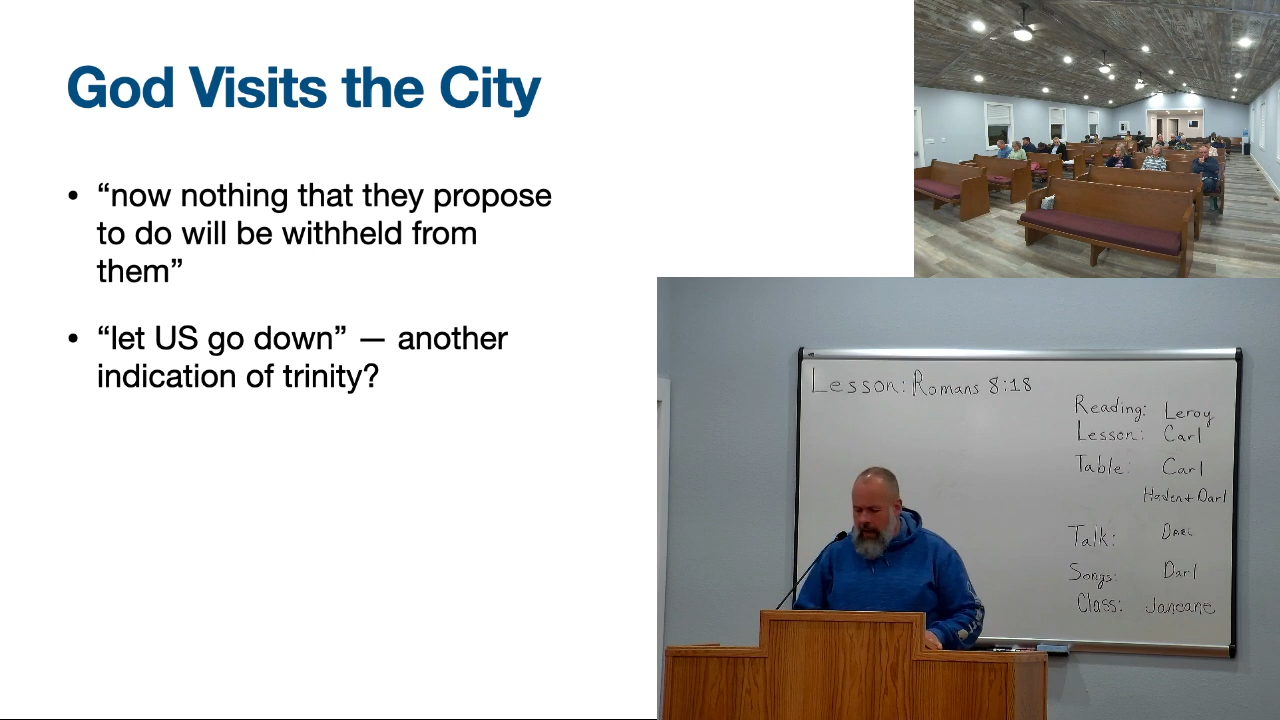 God Visits the City
• “now nothing that they propose
to do will be withheld from
them”
• “let US go down” — another
indication of trinity?
Lesson: Romans 8:18
Reading: Leroy
Lesson: Carl
Table: Carl
Haden+Darl
Talk:
Songs: Darl
Class: Janeane